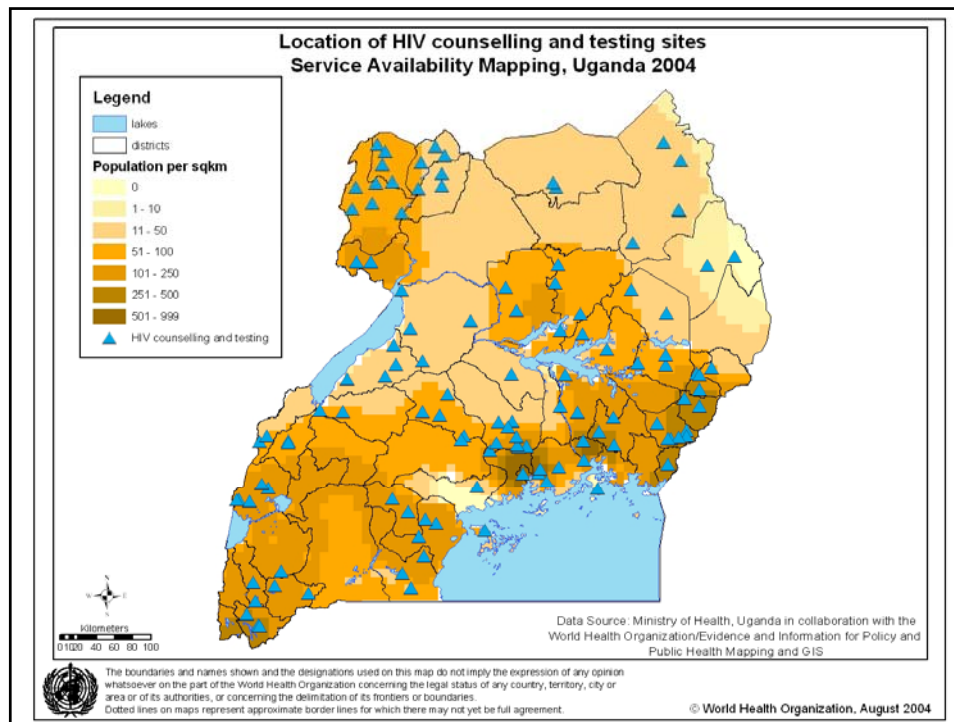 Location of HIV counselling and testing sites
Service Availability Mapping, Uganda 2004
Legend
lakes
districts
Population per sqkm
0
1 - 10
11 - 50
51 - 100
101 - 250
251 - 500
501 - 999
HIV counselling and testing
N
W E
S
Kilometers
0 10 20 40 60 80 100
Data Source: Ministry of Health, Uganda in collaboration with the
World Health Organization/Evidence and Information for Policy and
Public Health Mapping and GIS
The boundaries and names shown and the designations used on this map do not imply the expression of any opinion
whatsoever on the part of the World Health Organization concerning the legal status of any country, territory, city or
area or of its authorities, or concerning the delimitation of its frontiers or boundaries.
Dotted lines on maps represent approximate border lines for which there may not yet be full agreement.
© World Health Organization, August 2004